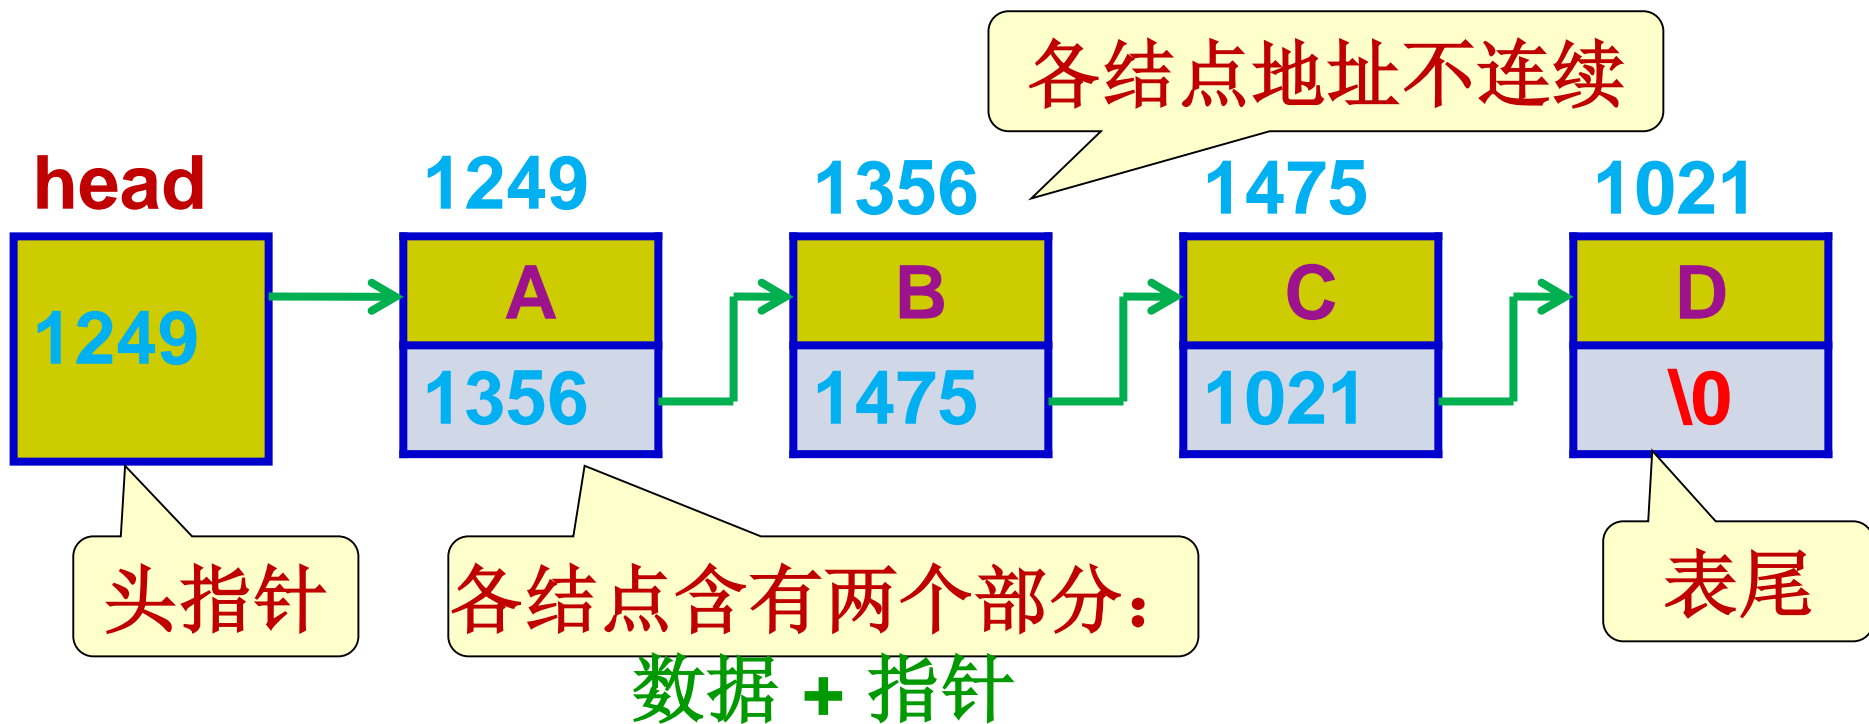 各结点地址不连续
head 1249 1356 1475 1021
A B C D
1249
1356 1475 1021 \0
头指针
各结点含有两个部分：
数据 + 指针
表尾